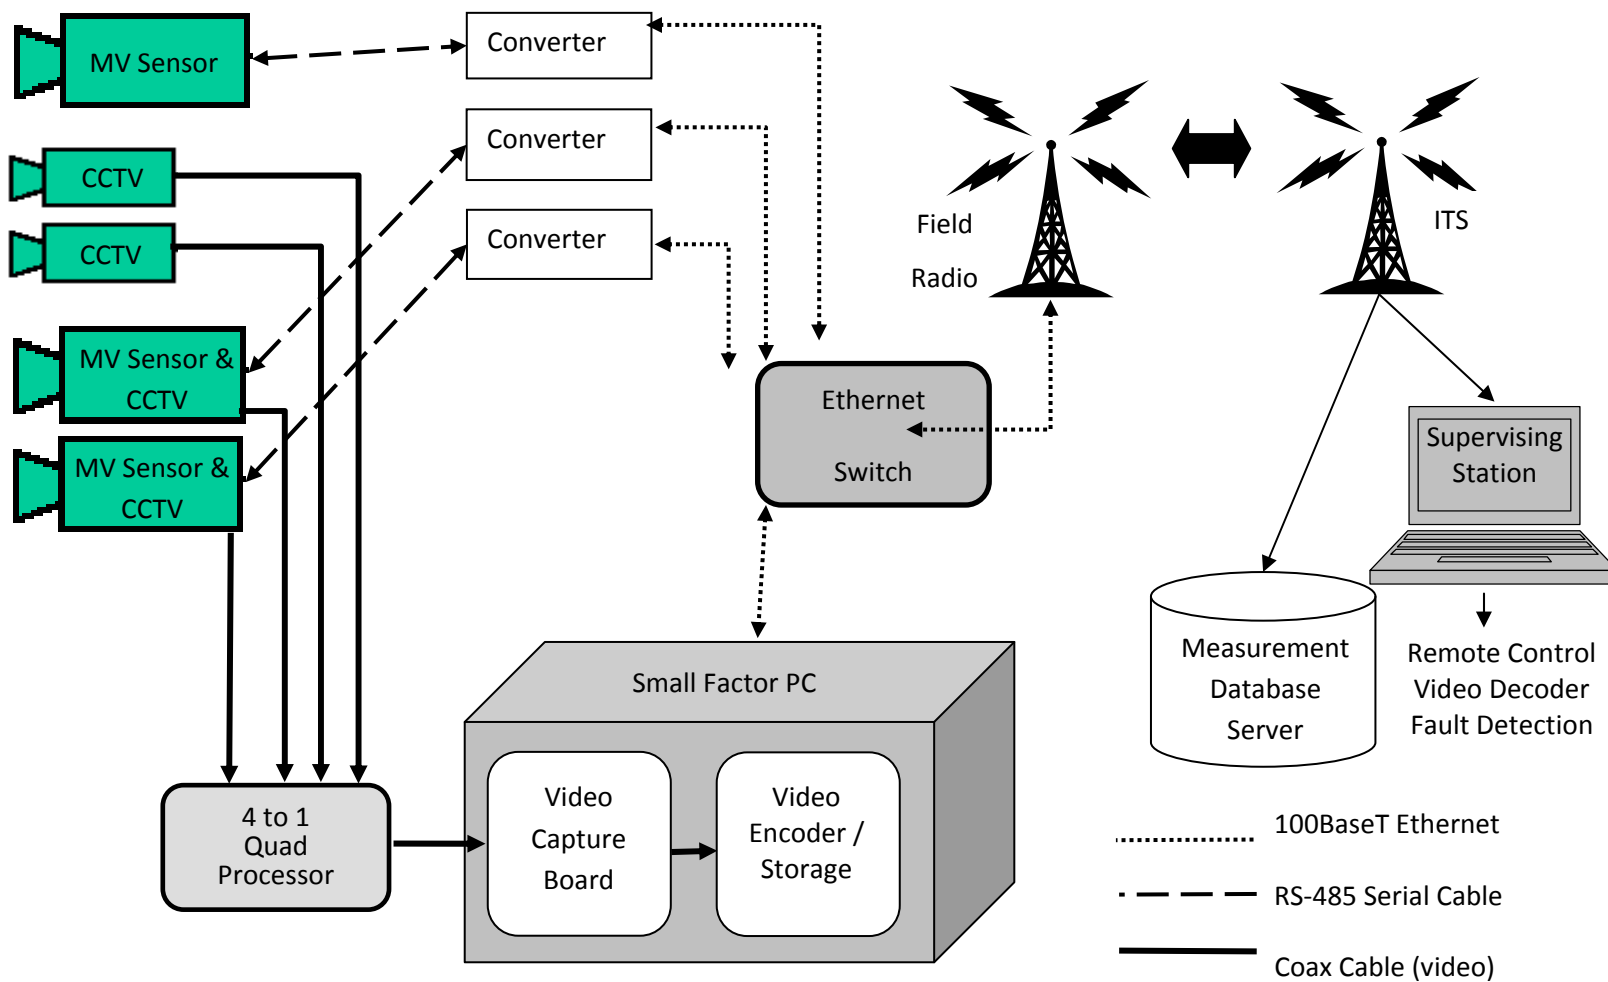 MV Sensor
Converter
Converter
Converter
CCTV
CCTV
MV Sensor &
CCTV
MV Sensor &
CCTV
Field
Radio
ITS
Ethernet
Switch
Supervising
Station
Small Factor PC
Measurement
Database
Server
Remote Control
Video Decoder
Fault Detection
4 to 1
Quad
Processor
Video
Capture
Board
Video
Encoder /
Storage
100BaseT Ethernet
RS-485 Serial Cable
Coax Cable (video)